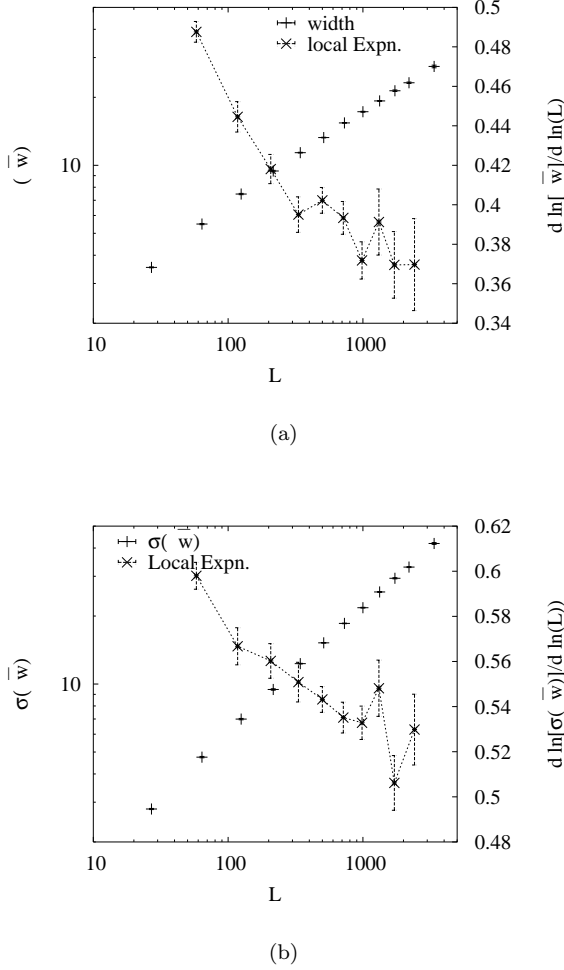 0.5
width
local Expn.
0.48
0.46
0.44
( w̅)
10
0.42
0.4
d ln[ w̅]/d ln(L)
0.38
0.36
0.34
10
100
1000
L
(a)
0.62
σ( w̅)
Local Expn.
0.6
0.58
0.56
σ( w̅)
10
0.54
d ln[σ( w̅)]/d ln(L))
0.52
0.5
0.48
10
100
1000
L
(b)